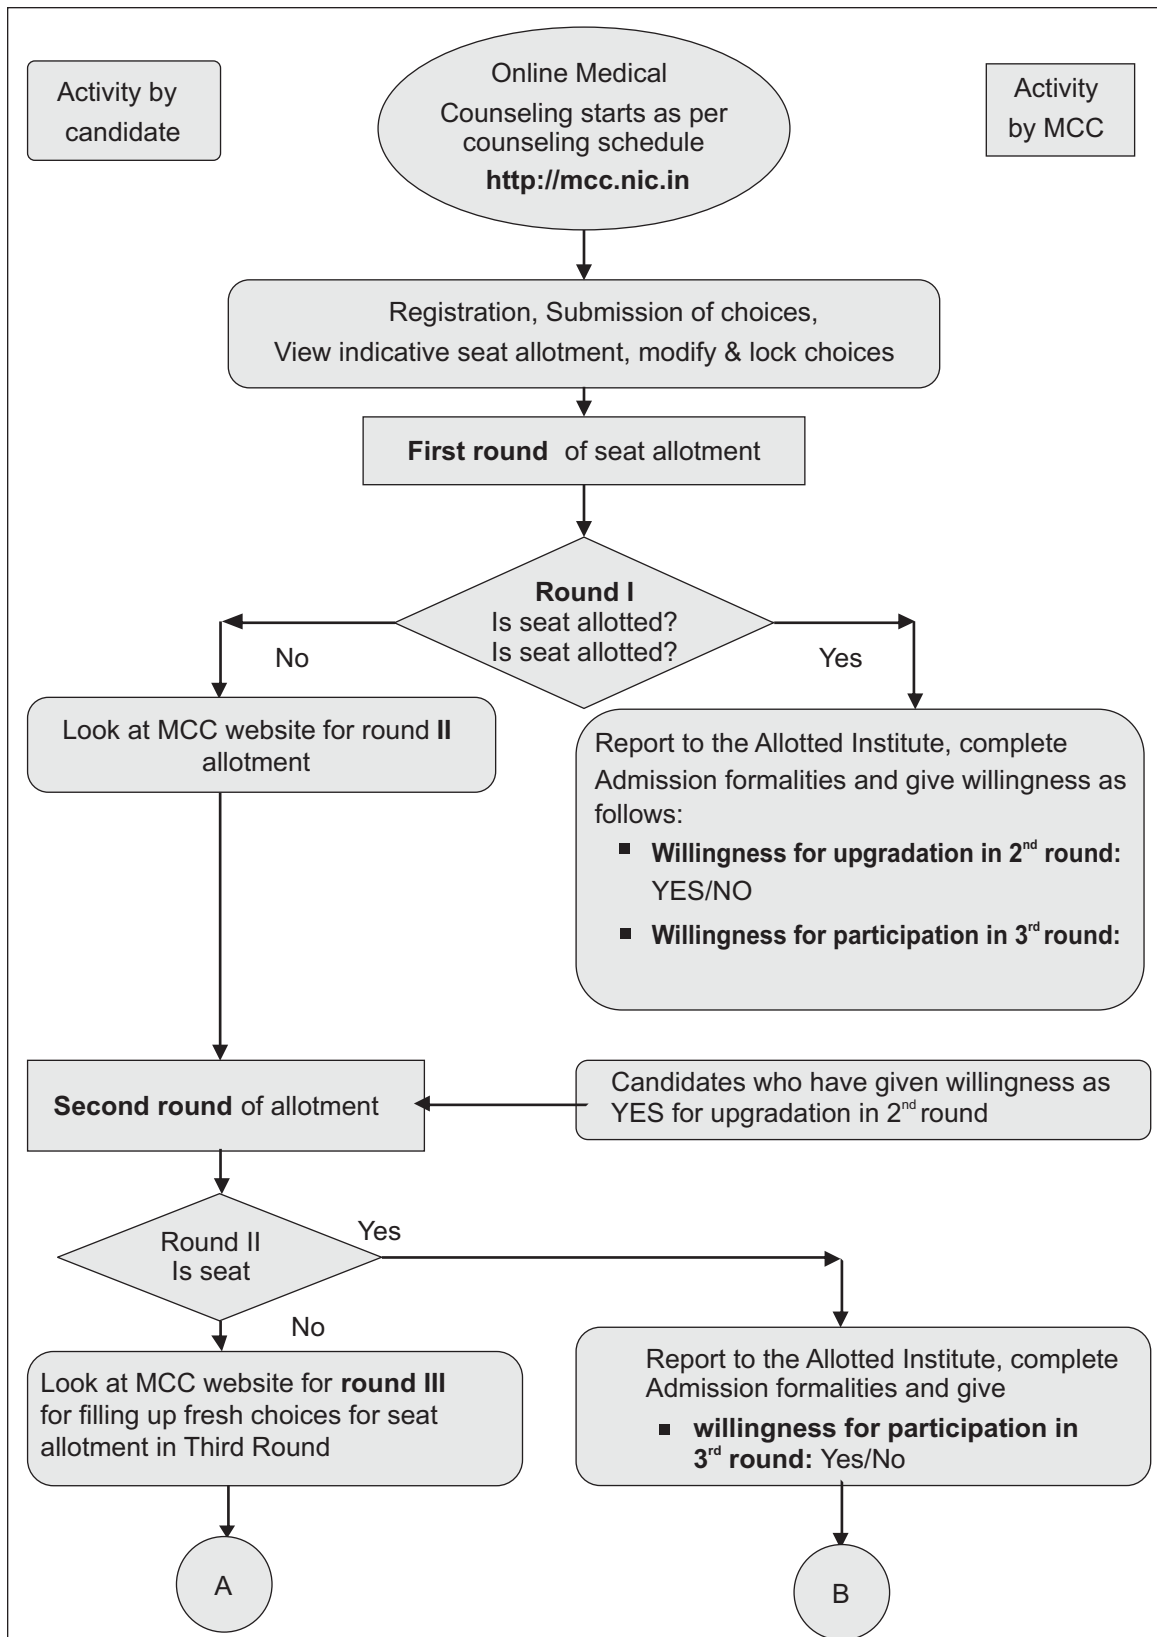 Activity by
candidate
Online Medical
Counseling starts as per
counseling schedule
http://mcc.nic.in
Activity
by MCC
Registration, Submission of choices,
View indicative seat allotment, modify & lock choices
First round of seat allotment
Round I
Is seat allotted?
Is seat allotted?
No
Yes
Look at MCC website for round II
allotment
Report to the Allotted Institute, complete
Admission formalities and give willingness as
follows:
■ Willingness for upgradation in 2nd round:
YES/NO
■ Willingness for participation in 3rd round:
Second round of allotment
Candidates who have given willingness as
YES for upgradation in 2nd round
Round II
Is seat
Yes
No
Look at MCC website for round III
for filling up fresh choices for seat
allotment in Third Round
Report to the Allotted Institute, complete
Admission formalities and give
■ willingness for participation in
3rd round: Yes/No
A
B